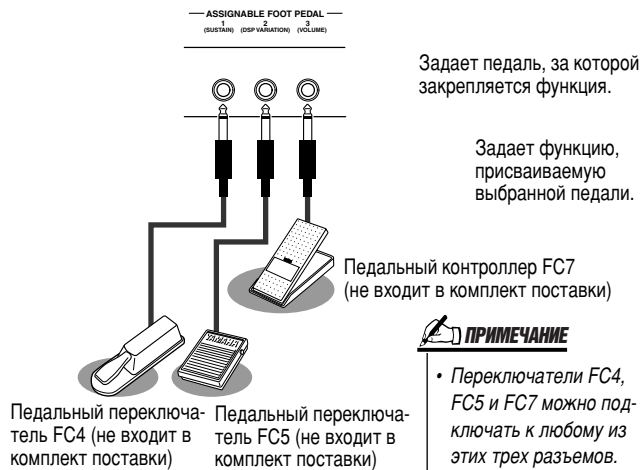 ASSIGNABLE FOOT PEDAL
1 2 3
(SUSTAIN) (DSP VARIATION) (VOLUME)
Задает педаль, за которой
закрепляется функция.
Задает функцию,
присваиваемую
выбранной педали.
Педальный контроллер FC7
(не входит в комплект поставки)
YAMAHA
Педальный переключа-
тель FC4 (не входит в
комплект поставки)
Педальный переключа-
тель FC5 (не входит в
комплект поставки)
ПРИМЕЧАНИЕ
• Переключатели FC4,
FC5 и FC7 можно под-
ключать к любому из
этих трех разъемов.